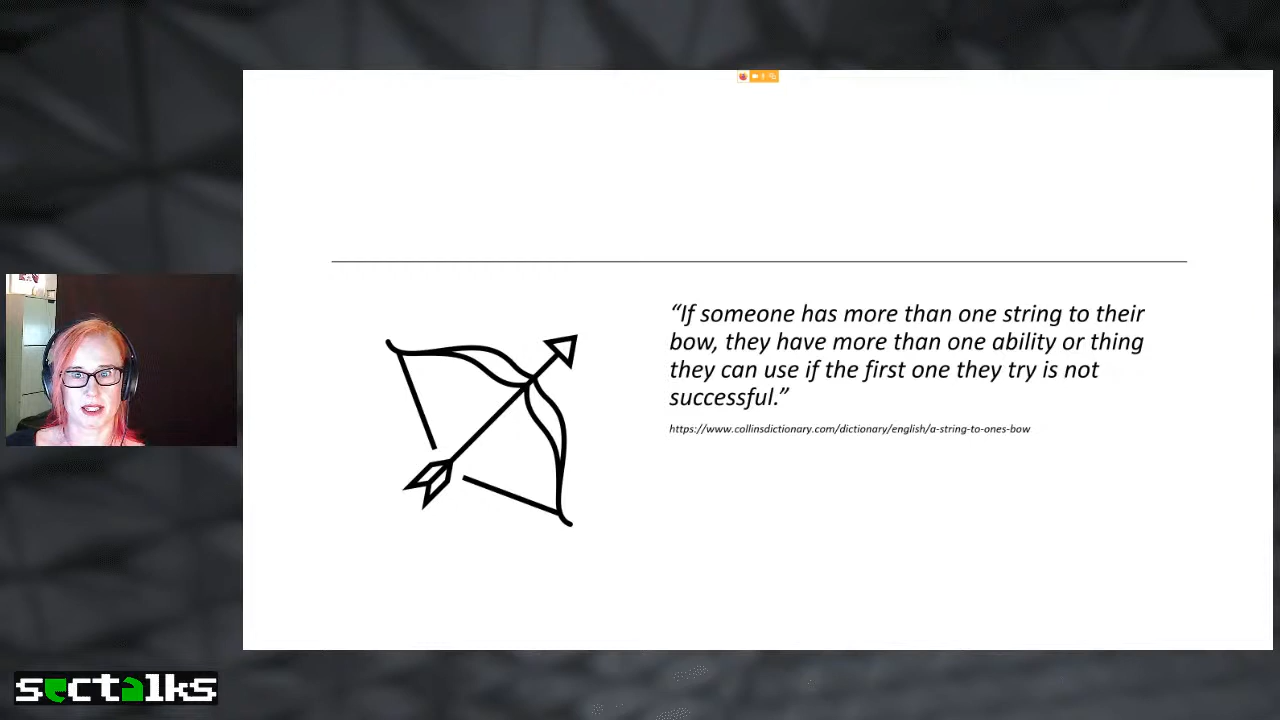 “If someone has more than one string to their
bow, they have more than one ability or thing
they can use if the first one they try is not
successful.”
https://www.collinsdictionary.com/dictionary/english/a-string-to-ones-bow
sectalks